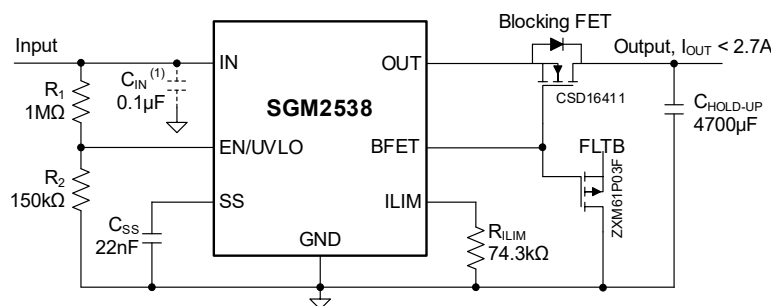 Blocking FET
Input
Output, IOUT < 2.7A
IN
OUT
CIN (1)
0.1µF
R1
1MΩ
SGM2538
CSD16411
CHOLD-UP
4700µF
EN/UVLO
BFET
FLTB
ZXM61P03F
R2
150kΩ
SS
ILIM
CSS
22nF
GND
RILIM
74.3kΩ